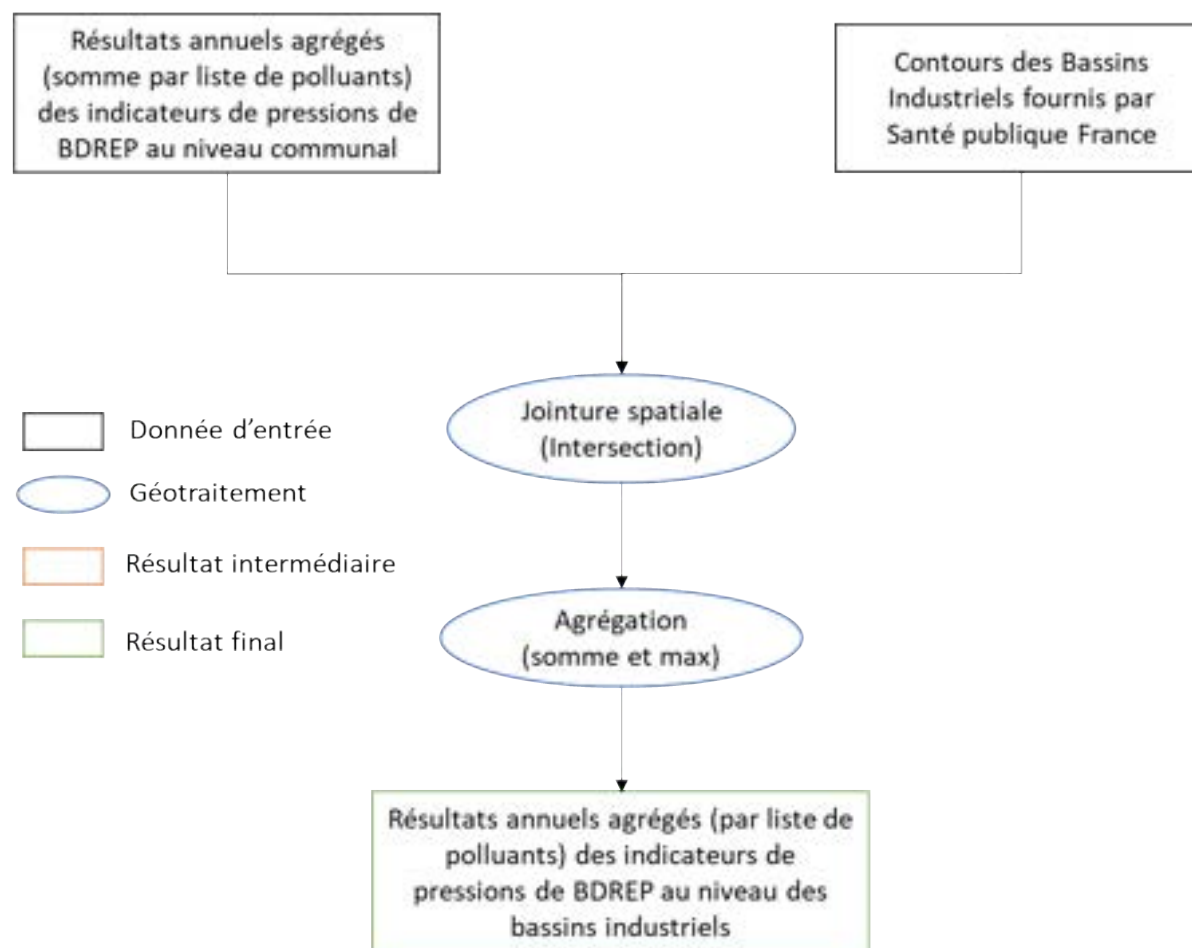 Résultats annuels agrégés
(somme par liste de polluants)
des indicateurs de pressions de
BDREP au niveau communal
Contours des Bassins
Industriels fournis par
Santé publique France
Jointure spatiale
(Intersection)
Donnée d’entrée
Géotraitement
Résultat intermédiaire
Résultat final
Agrégation
(somme et max)
Résultats annuels agrégés (par liste de
polluants) des indicateurs de
pressions de BDREP au niveau des
bassins industriels